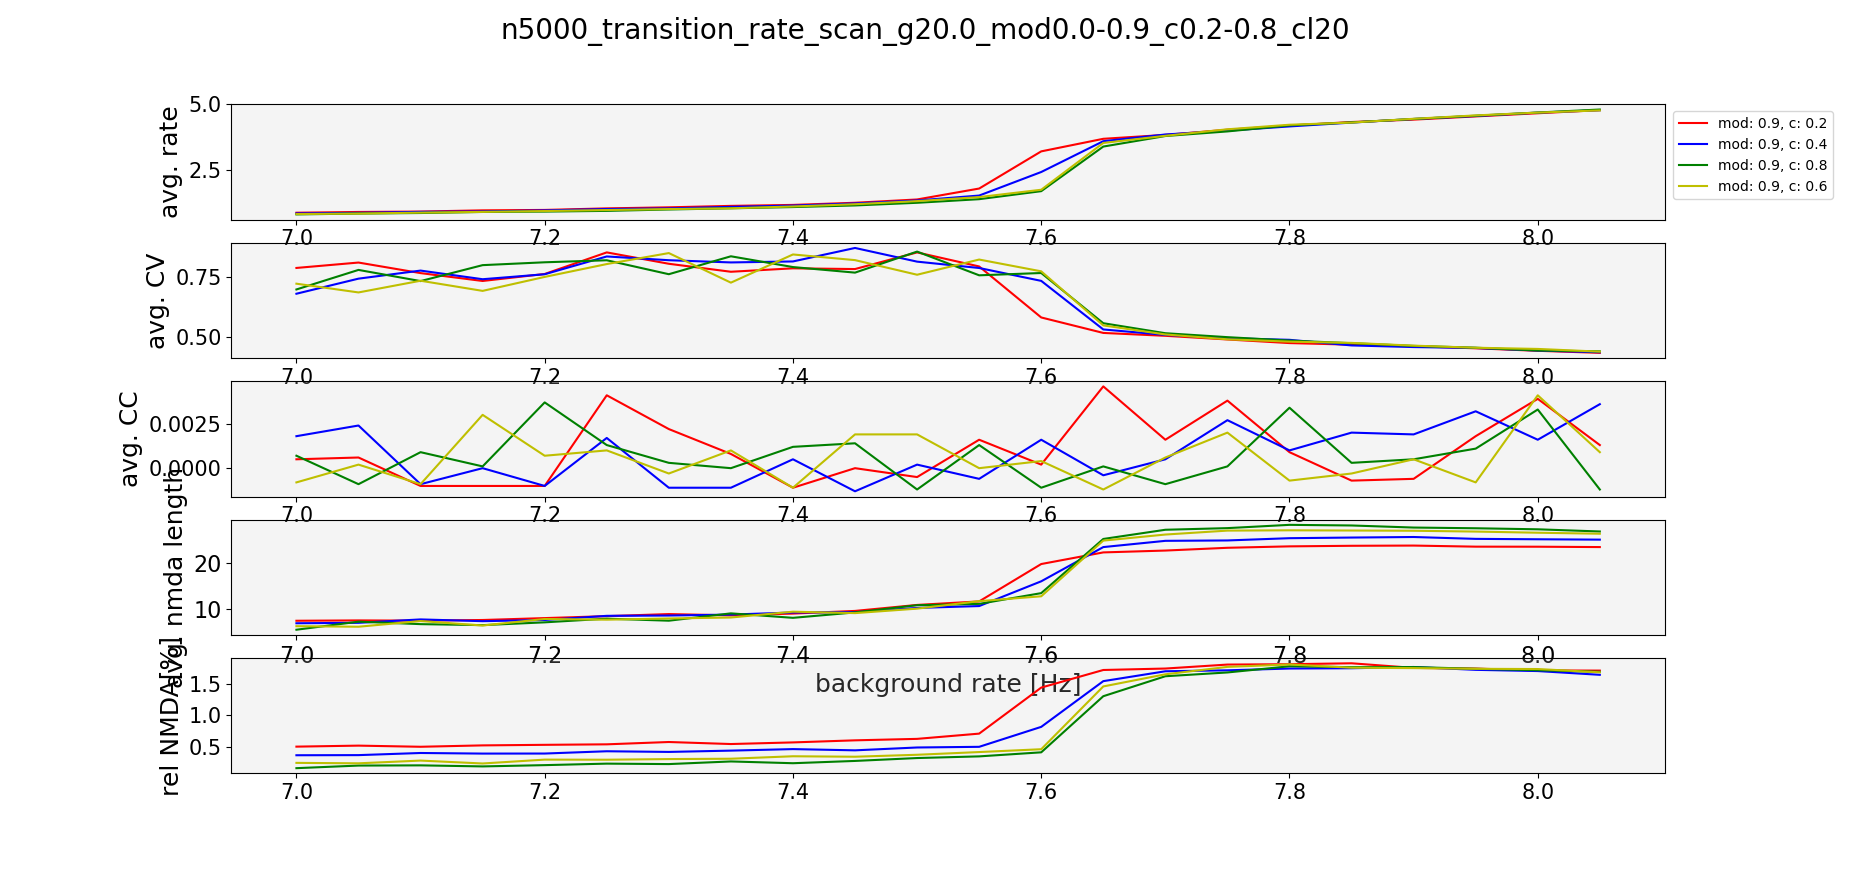 n5000_transition_rate_scan_g20.0_mod0.0-0.9_c0.2-0.8_cl20
avg. rate
5.0
2.5
7.0 7.2 7.4 7.6 7.8 8.0
mod: 0.9, c: 0.2
mod: 0.9, c: 0.4
mod: 0.9, c: 0.8
mod: 0.9, c: 0.6
avg. CV
0.75
0.50
7.0 7.2 7.4 7.6 7.8 8.0
avg. CC
0.0025
0.0000
7.0 7.2 7.4 7.6 7.8 8.0
avg. nmda length
20
10
7.0 7.2 7.4 7.6 7.8 8.0
background rate [Hz]
rel NMDA[%]
1.5
1.0
0.5
7.0 7.2 7.4 7.6 7.8 8.0